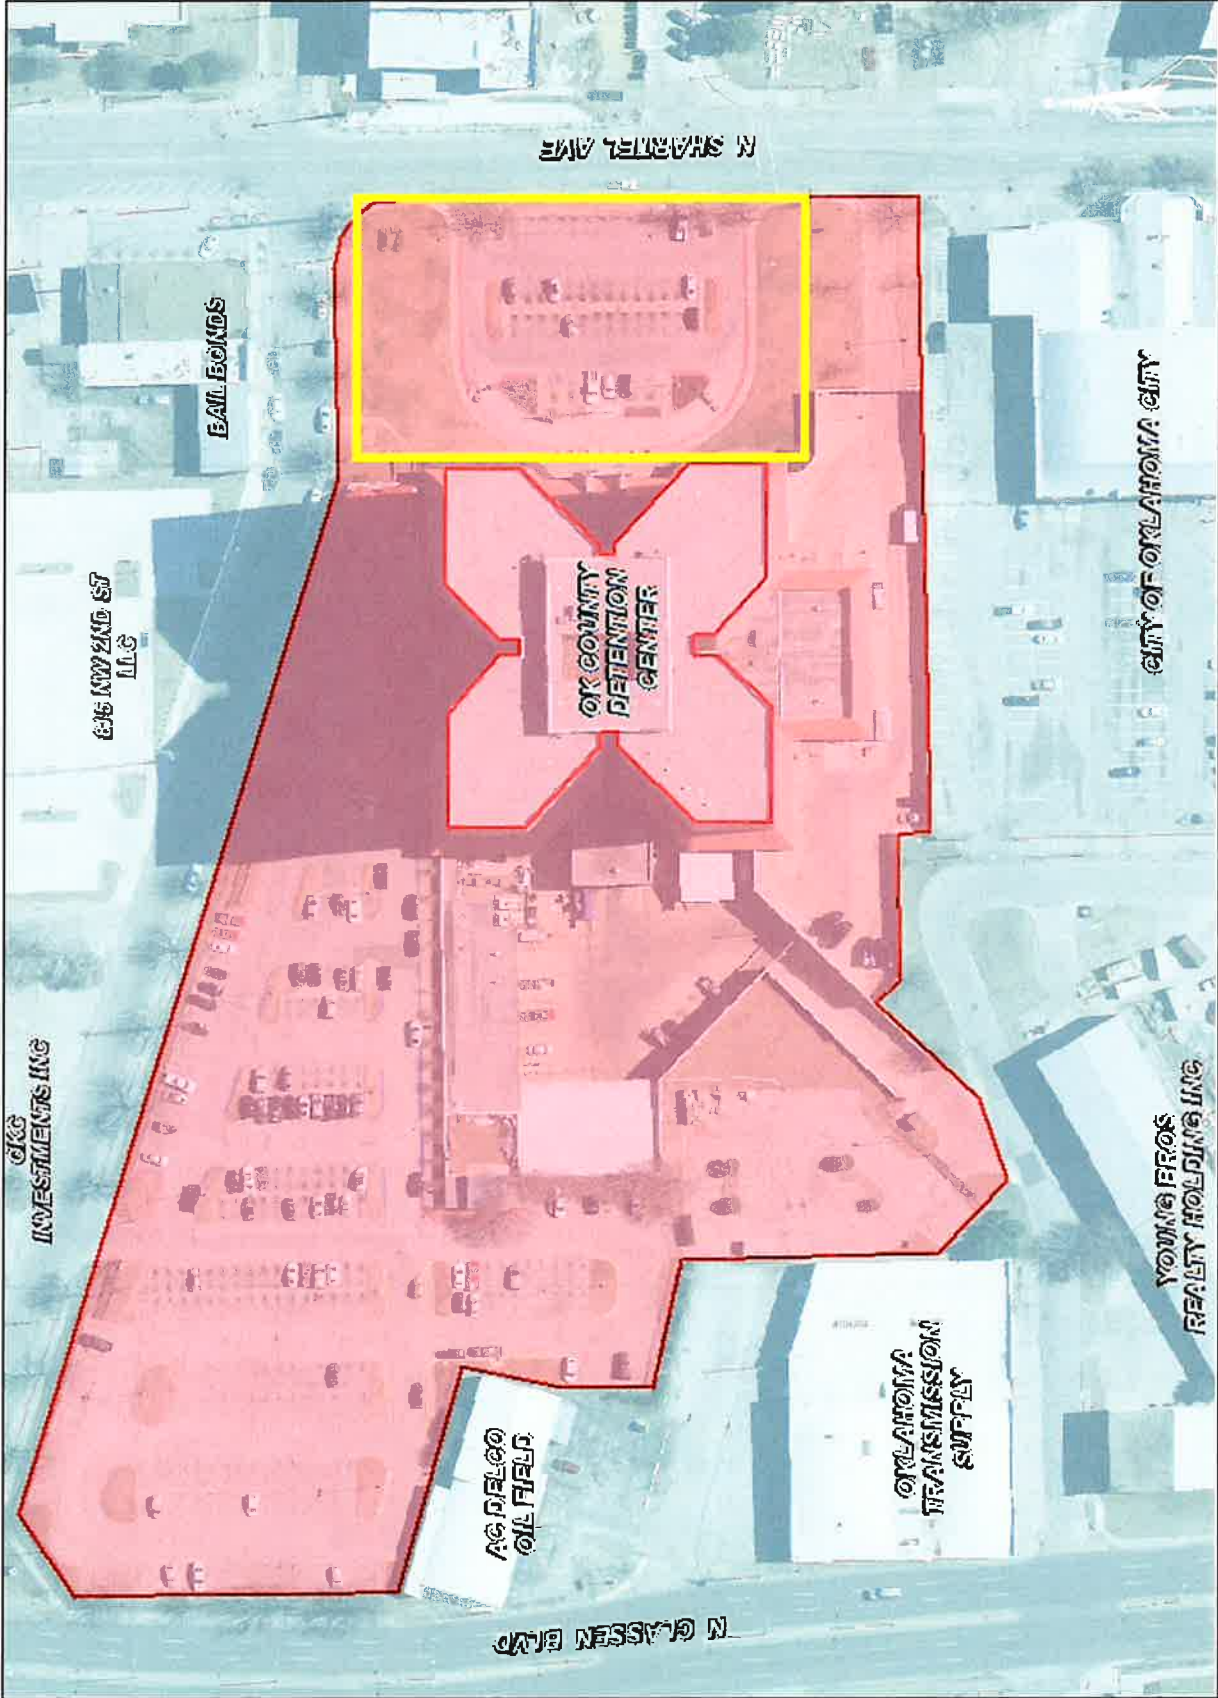 N SHARTEL AVE
BAIL BONDS
815 NW 2ND ST
LLC
OK COUNTY
DETENTION
CENTER
CITY OF OKLAHOMA CITY
CKC
INVESTMENTS INC
YOUNG BROS
REALTY HOLDING INC
AC DELCO
OIL FIELD
OKLAHOMA
TRANSMISSION
SUPPLY
N CLASSEN BLVD